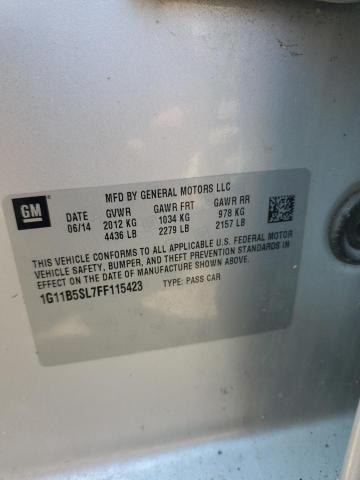 MFD BY GENERAL MOTORS LLC
GM
DATE GVWR GAWR FRT GAWR RR
06/14 2012 KG 1034 KG 978 KG
4436 LB 2279 LB 2157 LB
THIS VEHICLE CONFORMS TO ALL APPLICABLE U.S. FEDERAL MOTOR
VEHICLE SAFETY, BUMPER, AND THEFT PREVENTION STANDARDS IN
EFFECT ON THE DATE OF MANUFACTURE SHOWN ABOVE.
1G11B5SL7FF115423 TYPE: PASS CAR